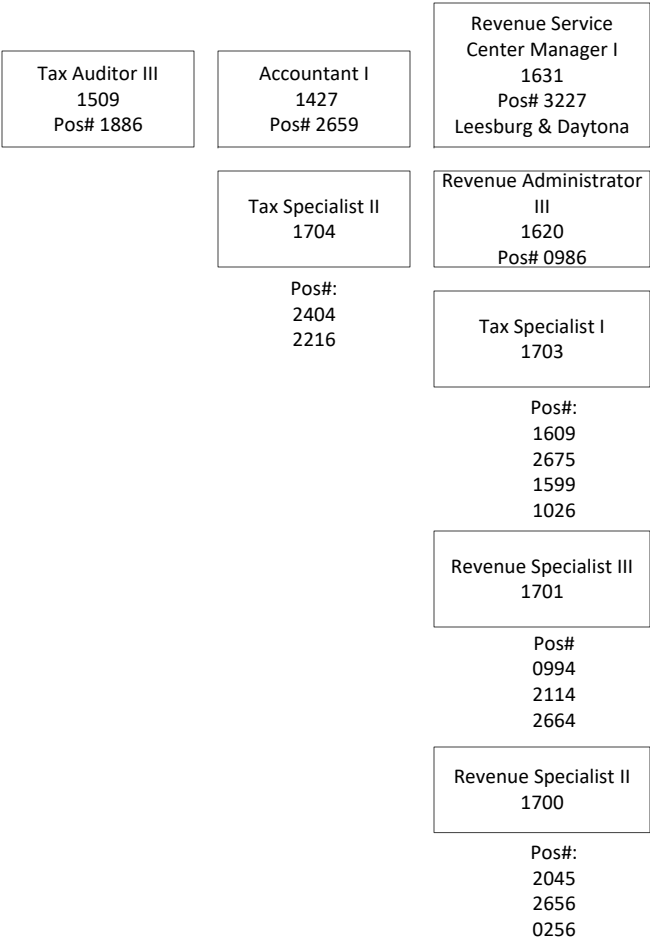 Tax Auditor III
1509
Pos# 1886
Accountant I
1427
Pos# 2659
Revenue Service
Center Manager I
1631
Pos# 3227
Leesburg & Daytona
Tax Specialist II
1704
Pos#:
2404
2216
Revenue Administrator
III
1620
Pos# 0986
Tax Specialist I
1703
Pos#:
1609
2675
1599
1026
Revenue Specialist III
1701
Pos#
0994
2114
2664
Revenue Specialist II
1700
Pos#:
2045
2656
0256